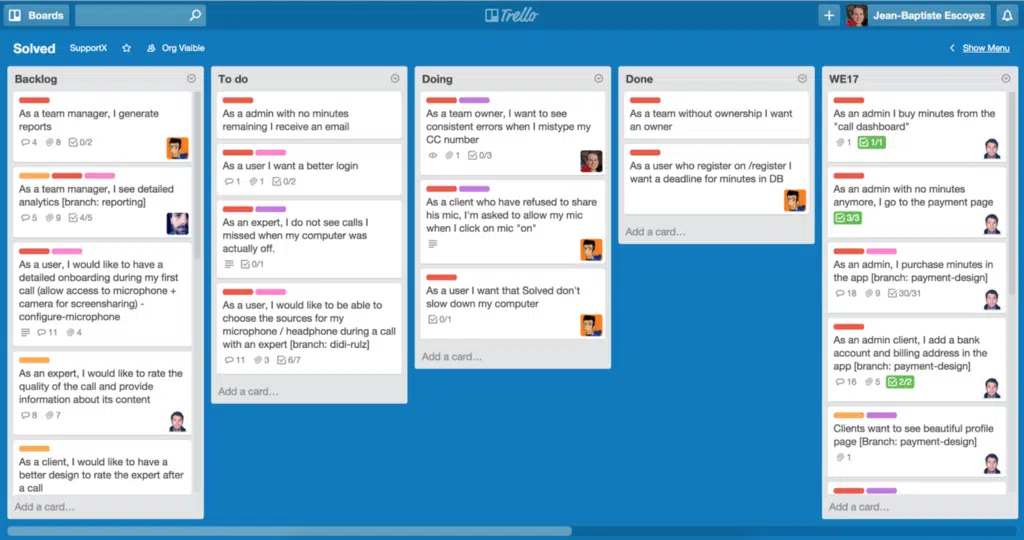 Boards
Trello
Jean-Baptiste Escoyez
Solved
SupportX
Org Visible
Show Menu
Backlog
As a team manager, I generate
reports
4 8 0/2
As a team manager, I see detailed
analytics [branch: reporting]
5 9 4/5
As a user, I would like to have a
detailed onboarding during my first
call (allow access to microphone +
camera for screensharing) -
configure-microphone
11 4
As an expert, I would like to rate the
quality of the call and provide
information about its content
8 7
As a client, I would like to have a
better design to rate the expert after
a call
Add a card...
To do
As a admin with no minutes
remaining I receive an email
As a user I want a better login
1 1 0/2
As an expert, I do not see calls I
missed when my computer was
actually off.
0/1
As a user, I would like to be able to
choose the sources for my
microphone / headphone during a call
with an expert [branch: didi-rulz]
11 3 6/7
Add a card...
Doing
As a team owner, I want to see
consistent errors when I mistype my
CC number
1 0/3
As a client who have refused to share
his mic, I'm asked to allow my mic
when I click on mic "on"
As a user I want that Solved don't
slow down my computer
0/1
Add a card...
Done
As a team without ownership I want
an owner
As a user who register on /register I
want a deadline for minutes in DB
Add a card...
WE17
As an admin I buy minutes from the
"call dashboard"
1 1/1
As an admin with no minutes
anymore, I go to the payment page
3/3
As an admin, I purchase minutes in
the app [branch: payment-design]
18 9 30/31
As an admin client, I add a bank
account and billing address in the
app [branch: payment-design]
16 5 2/2
Clients want to see beautiful profile
page [Branch: payment-design]
1
Add a card...